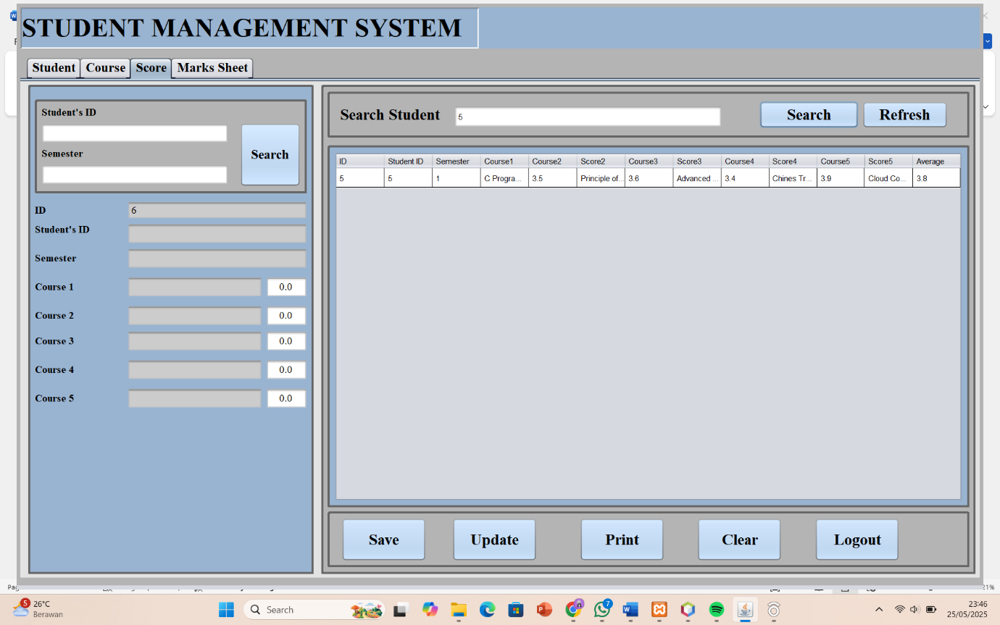 STUDENT MANAGEMENT SYSTEM
Student Course Score Marks Sheet
Student's ID
Semester
Search
ID 6
Student's ID
Semester
Course 1 0.0
Course 2 0.0
Course 3 0.0
Course 4 0.0
Course 5 0.0
Search Student 5 Search Refresh
ID Student ID Semester Course1 Course2 Score2 Course3 Score3 Course4 Score4 Course5 Score5 Average
5 5 1 C Progra... 3.5 Principle of... 3.6 Advanced ... 3.4 Chines Tr... 3.9 Cloud Co... 3.8
Save Update Print Clear Logout
5 26°C
Berawan
Search
7
23:46
25/05/2025